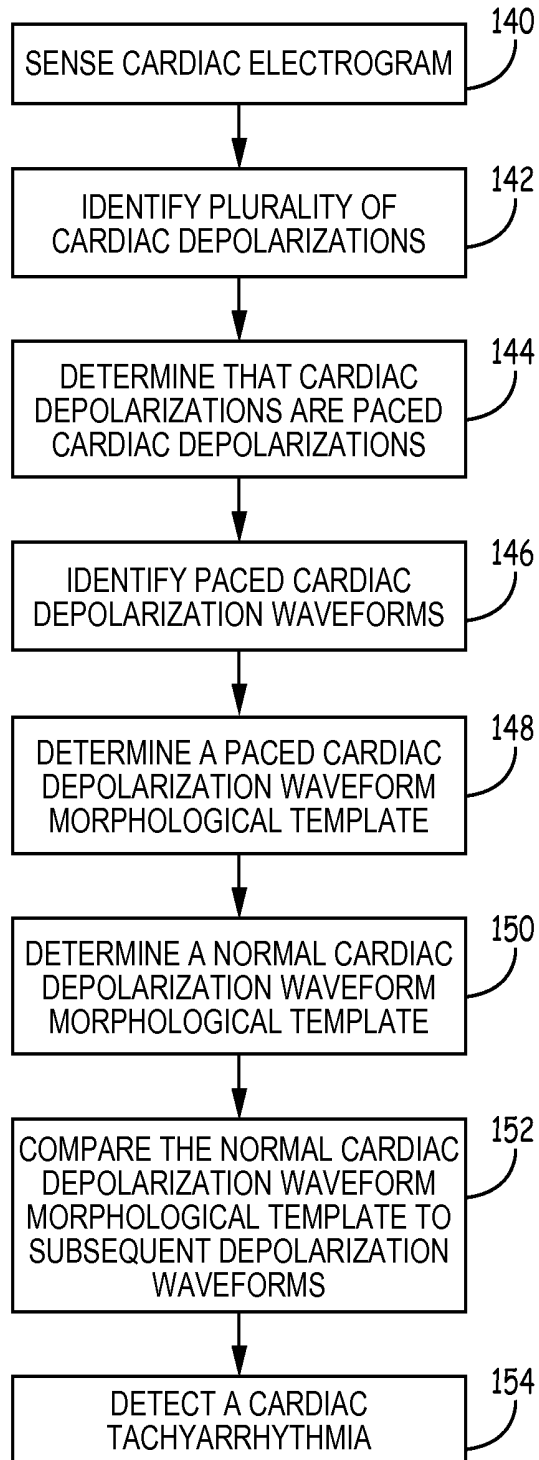 140
SENSE CARDIAC ELECTROGRAM
142
IDENTIFY PLURALITY OF
CARDIAC DEPOLARIZATIONS
144
DETERMINE THAT CARDIAC
DEPOLARIZATIONS ARE PACED
CARDIAC DEPOLARIZATIONS
146
IDENTIFY PACED CARDIAC
DEPOLARIZATION WAVEFORMS
148
DETERMINE A PACED CARDIAC
DEPOLARIZATION WAVEFORM
MORPHOLOGICAL TEMPLATE
150
DETERMINE A NORMAL CARDIAC
DEPOLARIZATION WAVEFORM
MORPHOLOGICAL TEMPLATE
152
COMPARE THE NORMAL CARDIAC
DEPOLARIZATION WAVEFORM
MORPHOLOGICAL TEMPLATE TO
SUBSEQUENT DEPOLARIZATION
WAVEFORMS
154
DETECT A CARDIAC
TACHYARRHYTHMIA